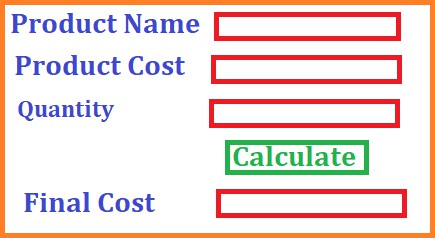 Product Name
Product Cost
Quantity
Calculate
Final Cost